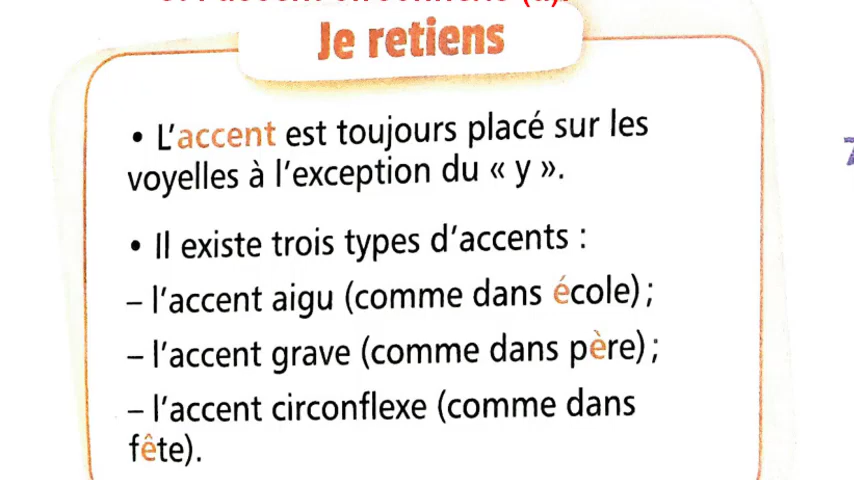 Je retiens
• L'accent est toujours placé sur les
voyelles à l'exception du « y ».
• Il existe trois types d'accents :
– l'accent aigu (comme dans école) ;
– l'accent grave (comme dans père) ;
– l'accent circonflexe (comme dans
fête).